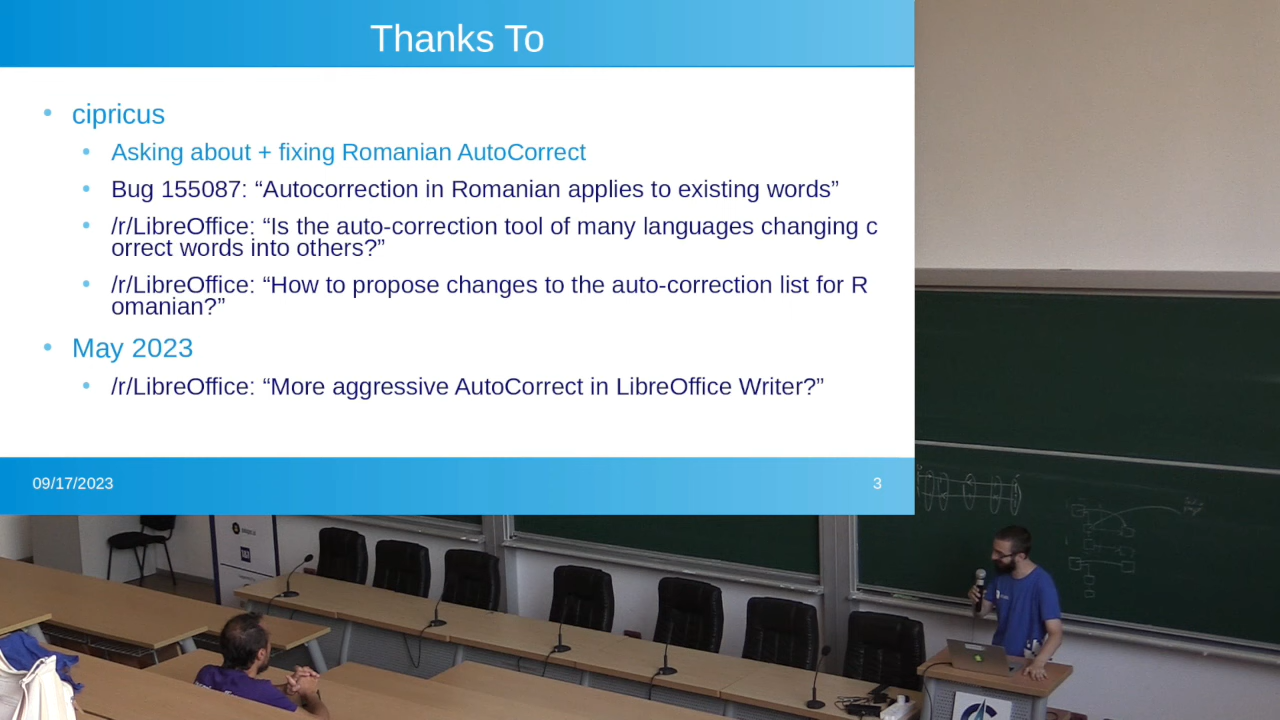 Thanks To
cipricus
Asking about + fixing Romanian AutoCorrect
Bug 155087: “Autocorrection in Romanian applies to existing words”
/r/LibreOffice: “Is the auto-correction tool of many languages changing c
orrect words into others?”
/r/LibreOffice: “How to propose changes to the auto-correction list for R
omanian?”
May 2023
/r/LibreOffice: “More aggressive AutoCorrect in LibreOffice Writer?”
09/17/2023
3